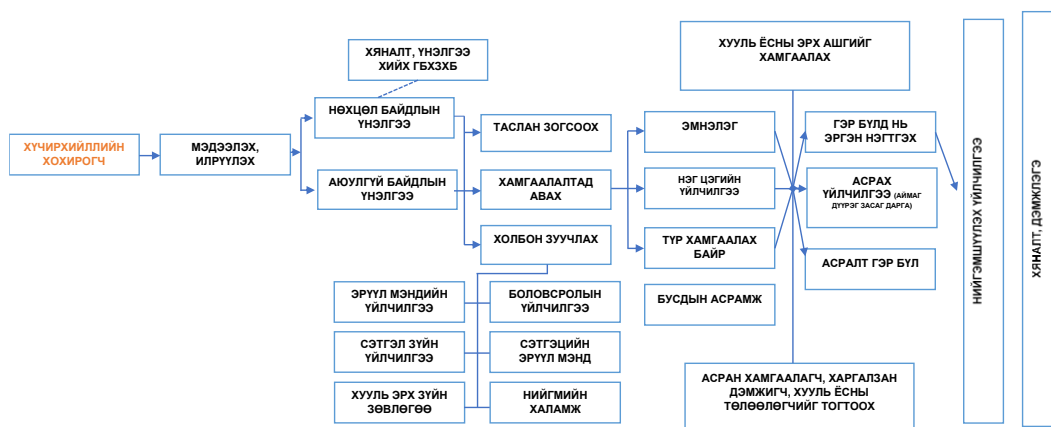 ХЯНАЛТ, ҮНЭЛГЭЭ
ХИЙХ ГБХЗХБ
ХУУЛЬ ЁСНЫ ЭРХ АШГИЙГ
ХАМГААЛАХ
ХҮЧИРХИЙЛЛИЙН
ХОХИРОГЧ
МЭДЭЭЛЭХ,
ИЛРҮҮЛЭХ
НӨХЦӨЛ БАЙДЛЫН
ҮНЭЛГЭЭ
АЮУЛГҮЙ БАЙДЛЫН
ҮНЭЛГЭЭ
ТАСЛАН ЗОГСООХ
ХАМГААЛАЛТАД
АВАХ
ХОЛБОН ЗУУЧЛАХ
ЭМНЭЛЭГ
НЭГ ЦЭГИЙН
ҮЙЛЧИЛГЭЭ
ТҮР ХАМГААЛАХ
БАЙР
БУСДЫН АСРАМЖ
ГЭР БҮЛД НЬ
ЭРГЭН НЭГТГЭХ
АСРАХ
ҮЙЛЧИЛГЭЭ (АЙМАГ
ДҮҮРЭГ ЗАСАГ ДАРГА)
АСРАЛТ ГЭР БҮЛ
ЭРҮҮЛ МЭНДИЙН
ҮЙЛЧИЛГЭЭ
БОЛОВСРОЛЫН
ҮЙЛЧИЛГЭЭ
СЭТГЭЛ ЗҮЙН
ҮЙЛЧИЛГЭЭ
СЭТГЭЦИЙН
ЭРҮҮЛ МЭНД
ХУУЛЬ ЭРХ ЗҮЙН
ЗӨВЛӨГӨӨ
НИЙГМИЙН
ХАЛАМЖ
АСРАН ХАМГААЛАГЧ, ХАРГАЛЗАН
ДЭМЖИГЧ, ХУУЛЬ ЁСНЫ
ТӨЛӨӨЛӨГЧИЙГ ТОГТООХ
НИЙГЭМШҮҮЛЭХ ҮЙЛЧИЛГЭЭ
ХЯНАЛТ, ДЭМЖЛЭГЭ